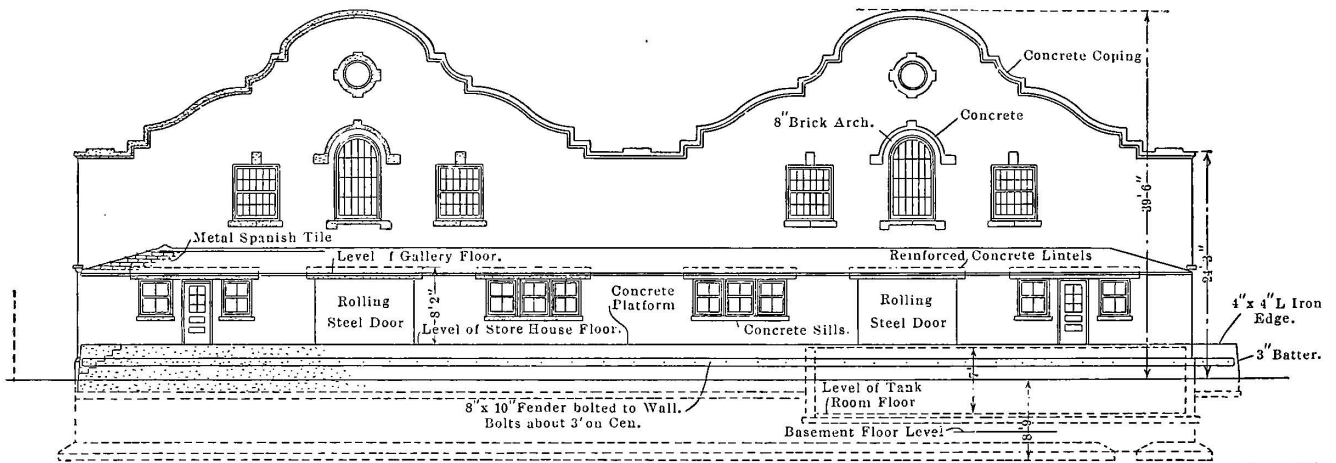 Concrete Coping
8" Brick Arch.
Concrete
39'-6"
Metal Spanish Tile
Level f Gallery Floor.
Reinforced Concrete Lintels
8'2"
Rolling
Steel Door
Concrete
Platform
Rolling
Steel Door
4" x 4" L Iron
Edge.
Level of Store House Floor.
Concrete Sills.
3" Batter.
7'
Level of Tank
Room Floor
8" x 10" Fender bolted to Wall.
Bolts about 3' on Cen.
Basement Floor Level
8'9